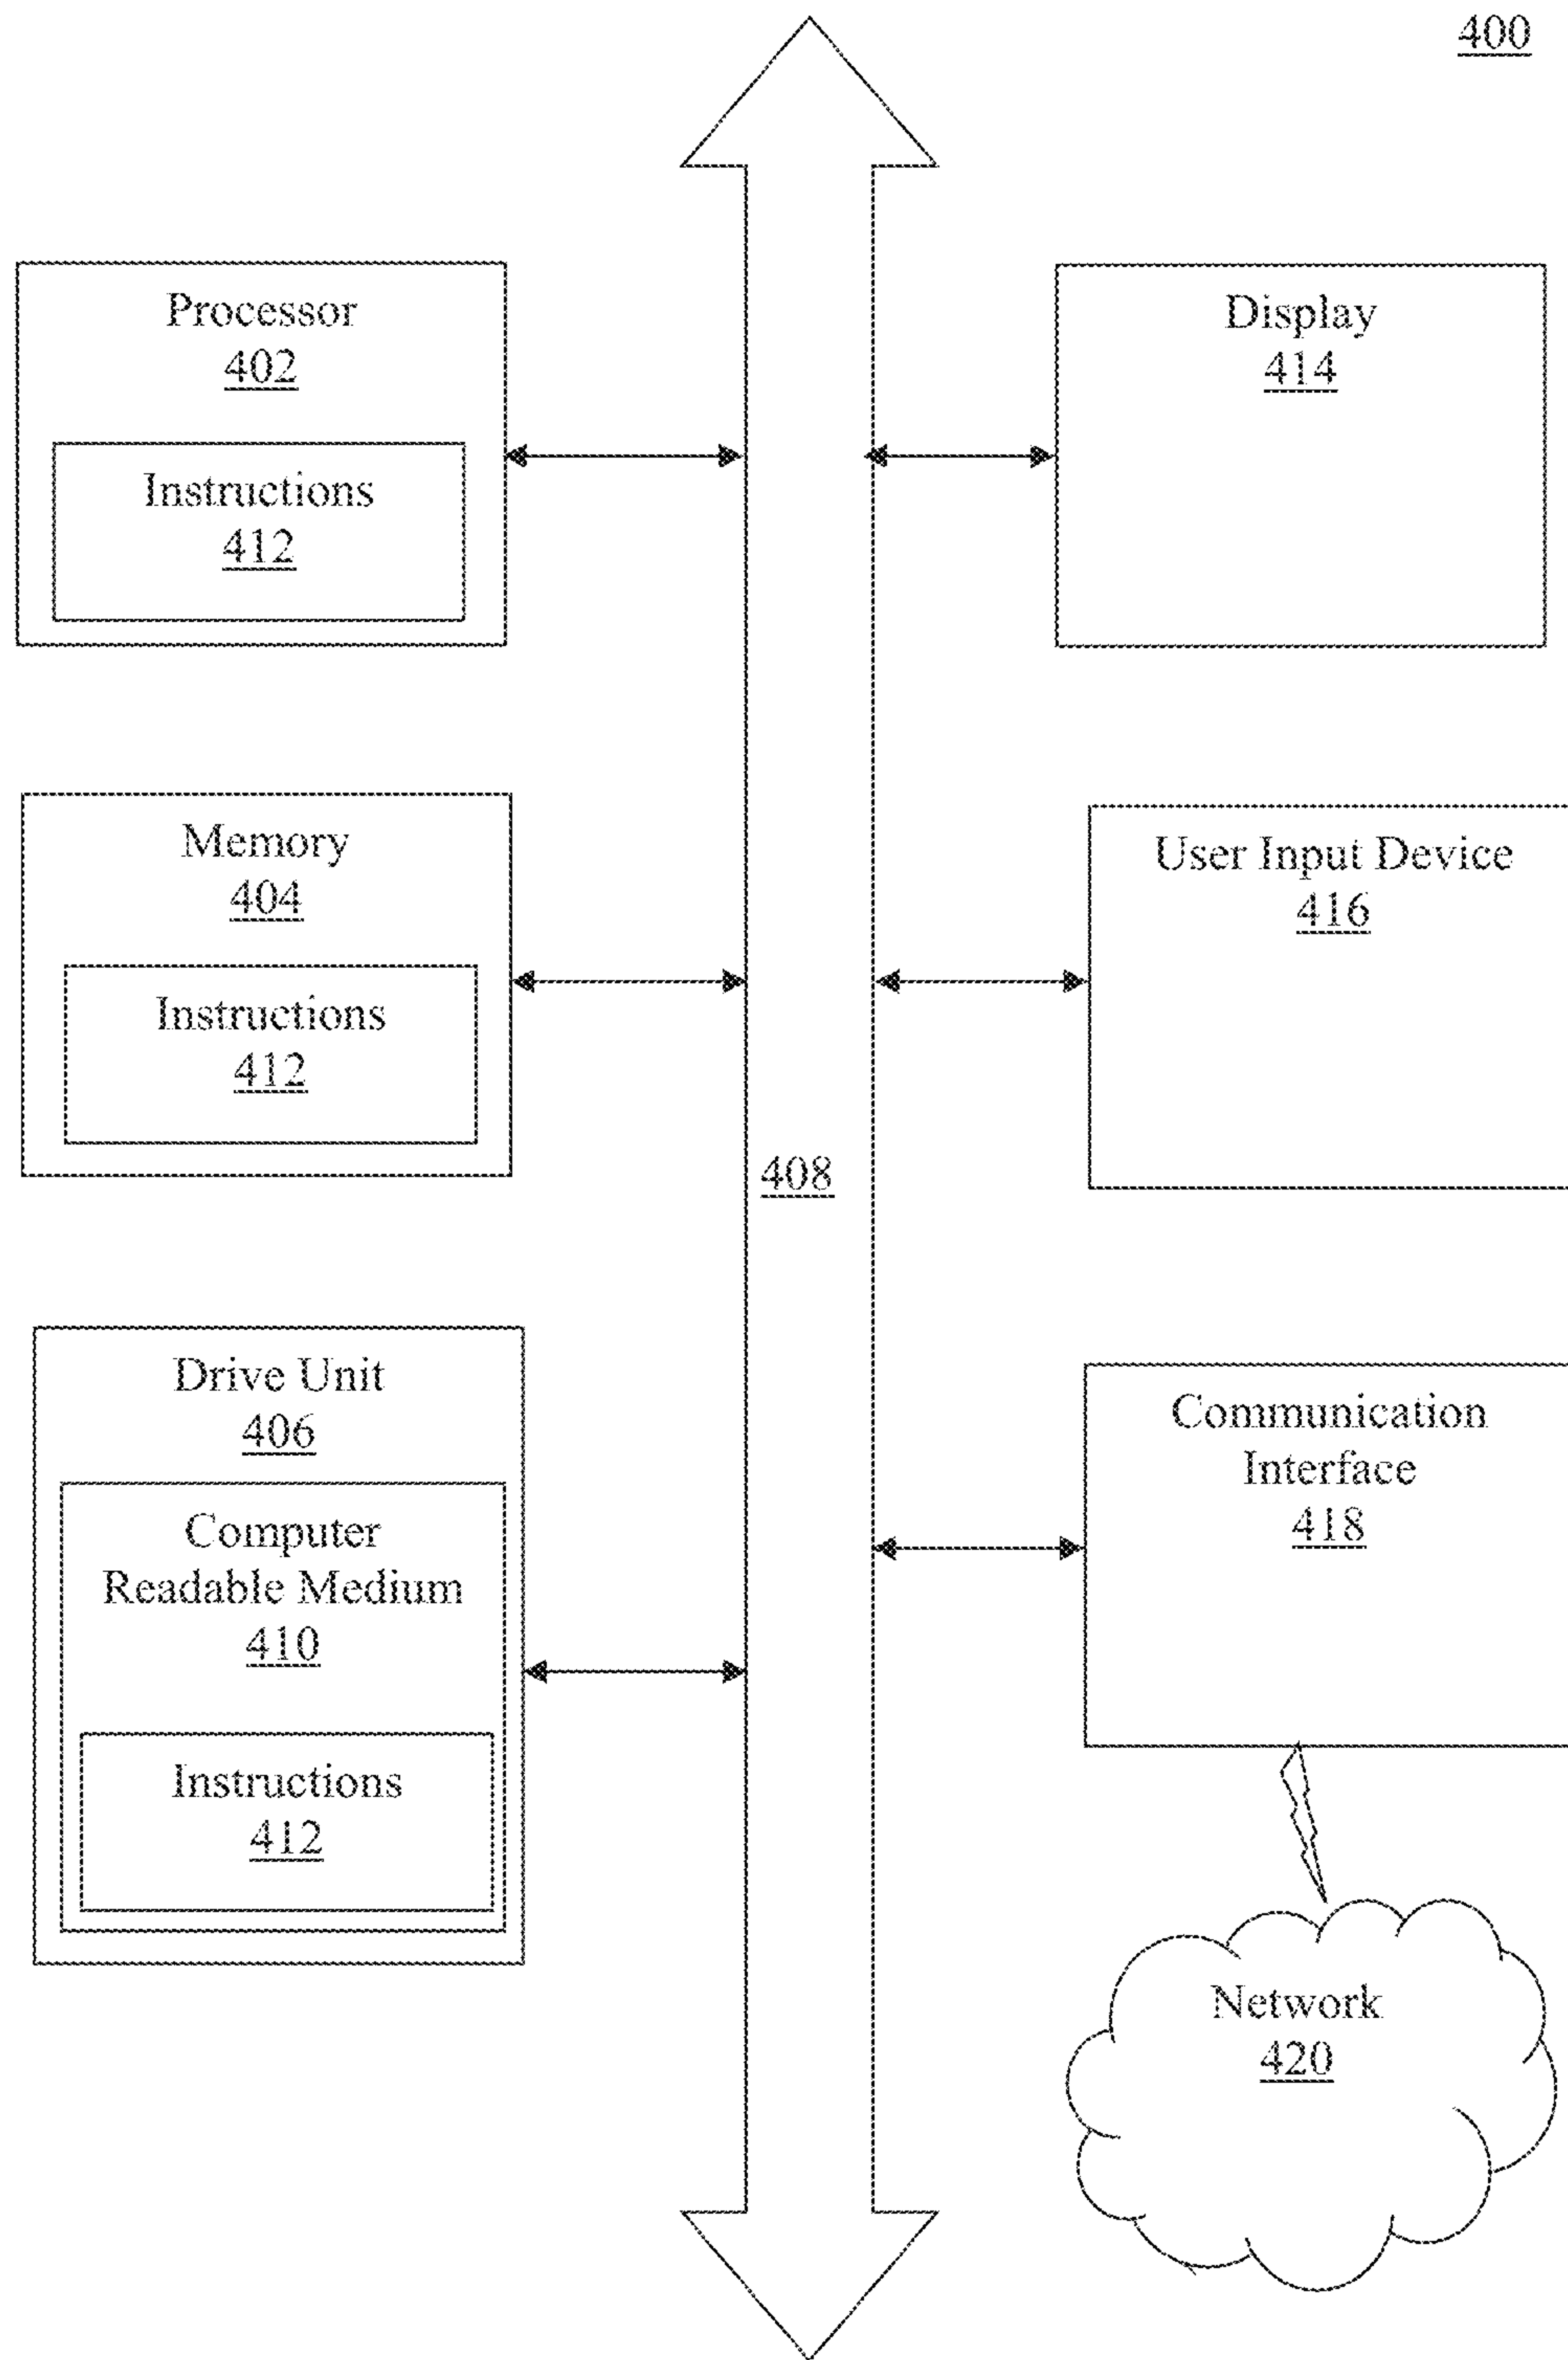 400
Processor
402
Instructions
412
Display
414
Memory
404
Instructions
412
User Input Device
416
408
Drive Unit
406
Computer
Readable Medium
410
Instructions
412
Communication
Interface
418
Network
420